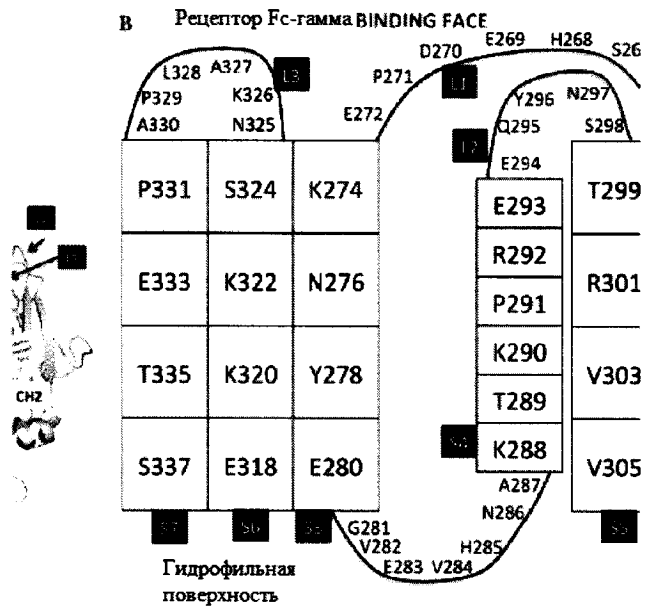 В Рецептор Fc-гамма BINDING FACE
L328 A327
P329 K326
A330 N325
L3
E272 P271 D270 E269 H268 S26
L1
L2
Y296 N297
Q295 S298
E294
P331 S324 K274
E333 K322 N276
T335 K320 Y278
S337 E318 E280
E293
R292
P291
K290
T289
K288
T299
R301
V303
V305
CH2
A287
N286
H285
G281
V282
E283 V284
S7 S6
Гидрофильная
поверхность